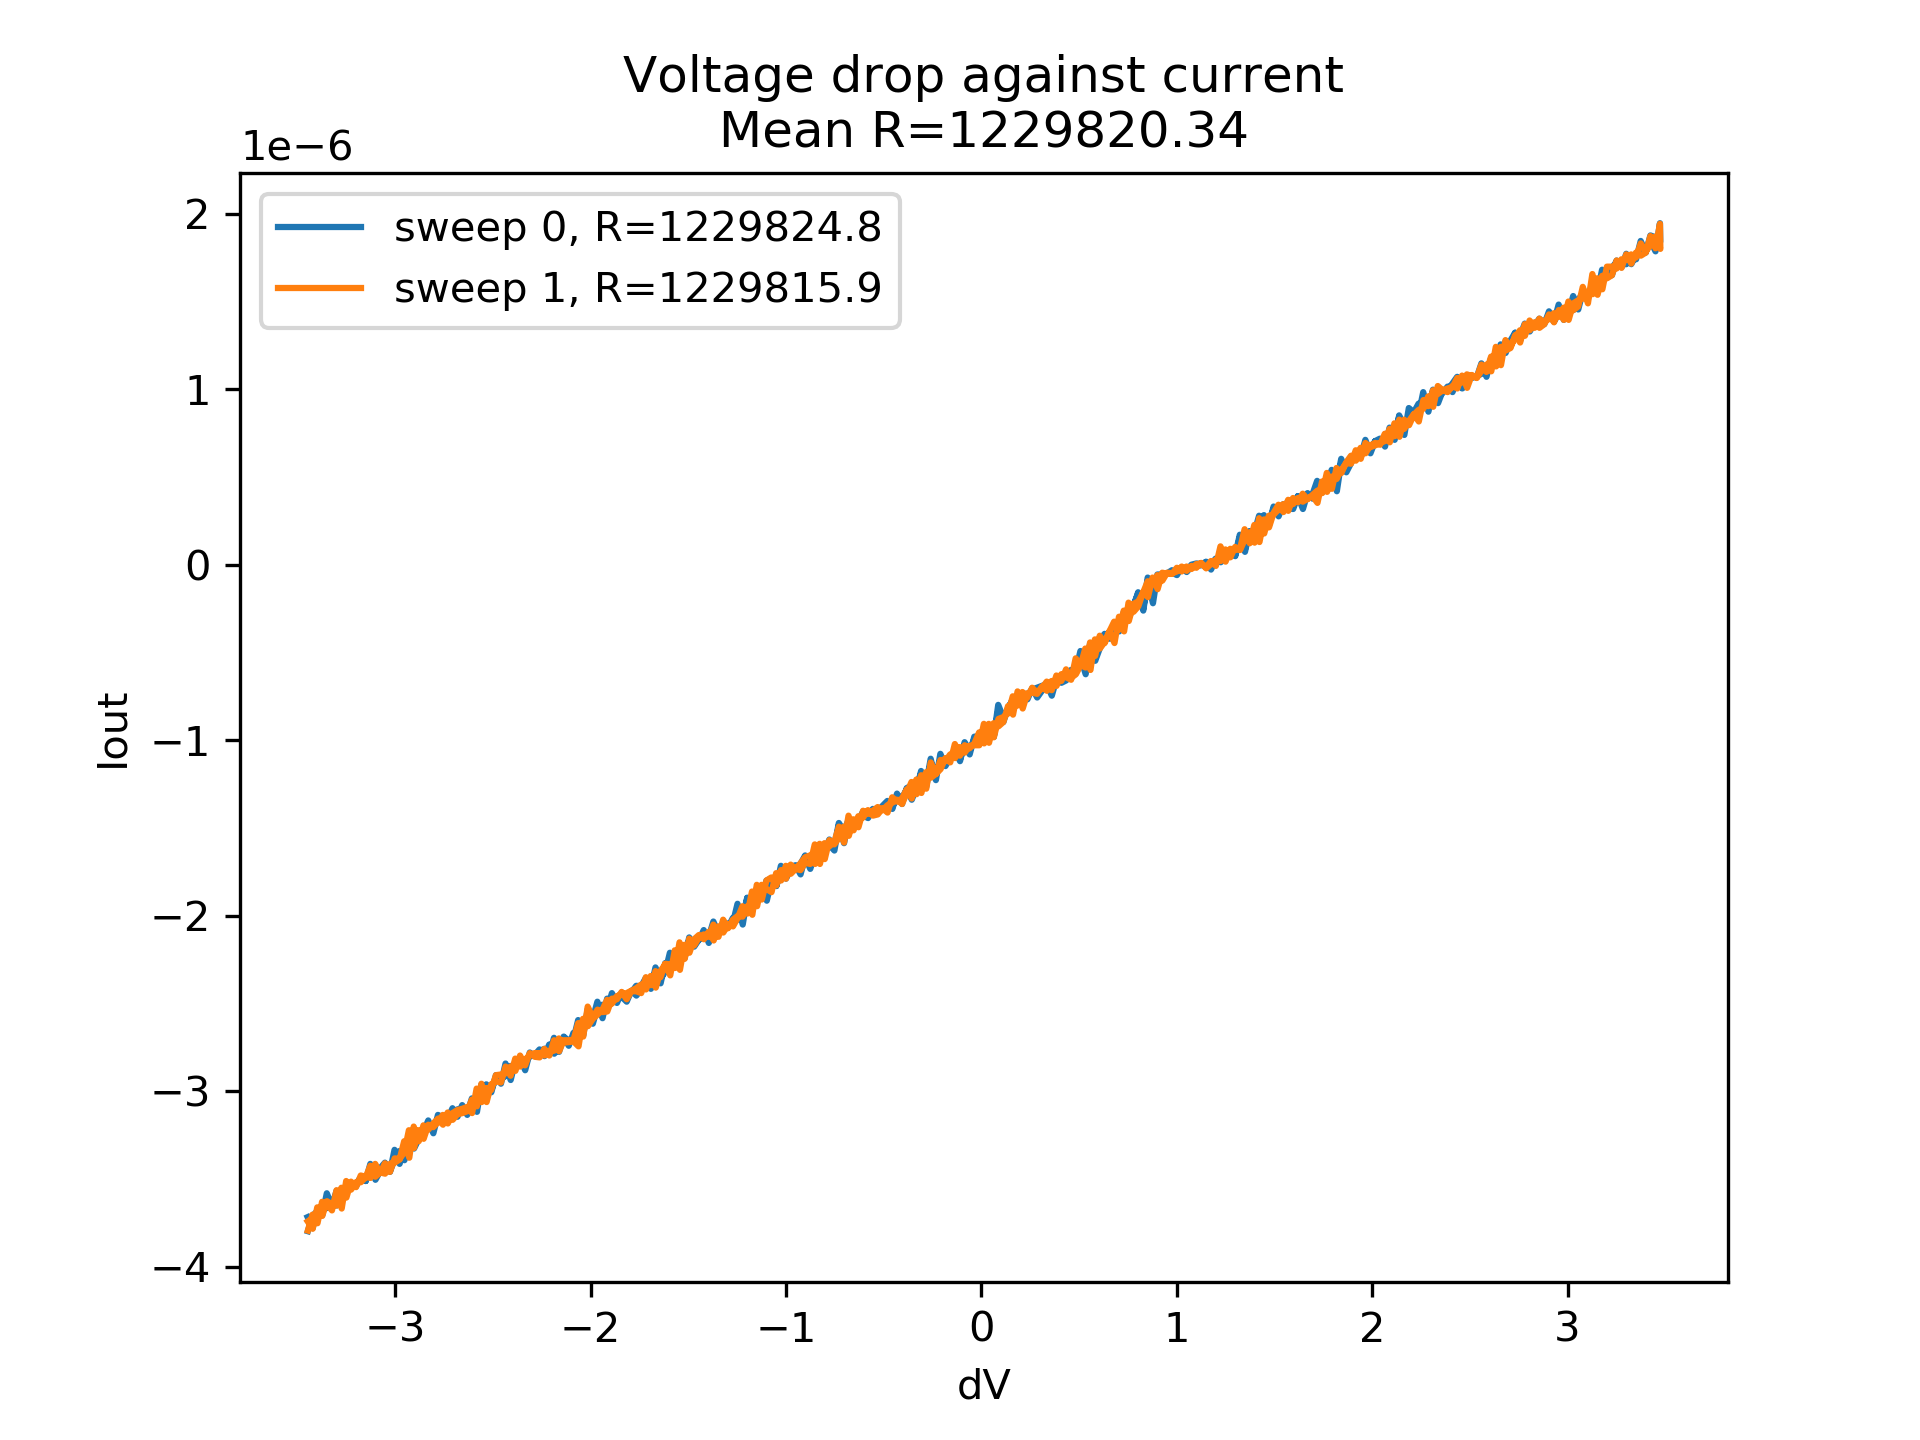 Voltage drop against current
Mean R=1229820.34
1e−6
sweep 0, R=1229824.8
sweep 1, R=1229815.9
2
1
0
−1
−2
−3
−4
Iout
−3 −2 −1 0 1 2 3
dV